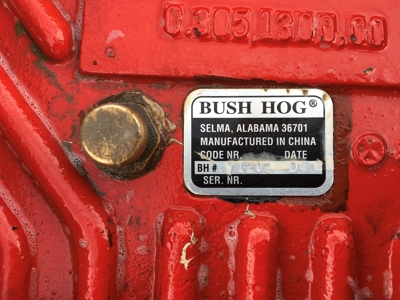 0.305.1300.00
BUSH HOG®
SELMA, ALABAMA 36701
MANUFACTURED IN CHINA
CODE NR. DATE
BH #
SER. NR.